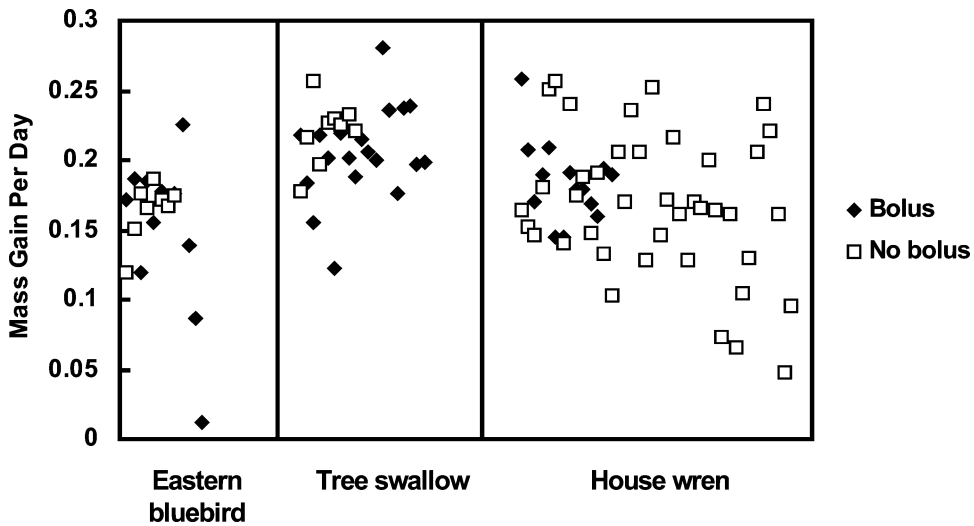 0.3
0.25
0.2
0.15
0.1
0.05
0
Mass Gain Per Day
Eastern
bluebird
Tree swallow
House wren
Bolus
No bolus